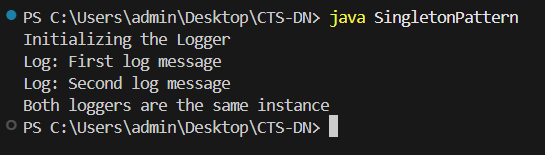 PS C:\Users\admin\Desktop\CTS-DN> java SingletonPattern
Initializing the Logger
Log: First log message
Log: Second log message
Both loggers are the same instance
PS C:\Users\admin\Desktop\CTS-DN>